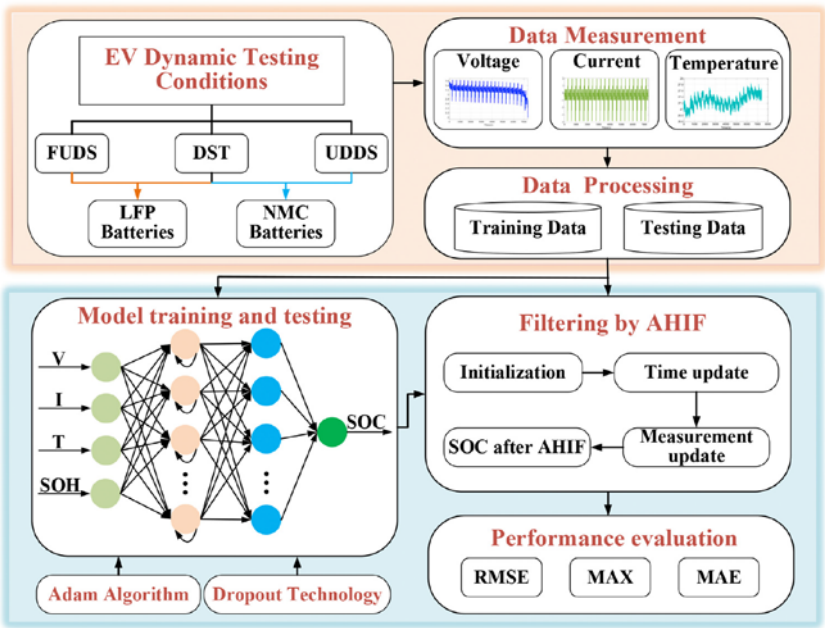 EV Dynamic Testing
Conditions
FUDS
DST
UDDS
LFP
Batteries
NMC
Batteries
Data Measurement
Voltage
Current
Temperature
Data Processing
Training Data
Testing Data
Model training and testing
V
I
T
SOH
SOC
Adam Algorithm
Dropout Technology
Filtering by AHIF
Initialization
Time update
SOC after AHIF
Measurement
update
Performance evaluation
RMSE
MAX
MAE